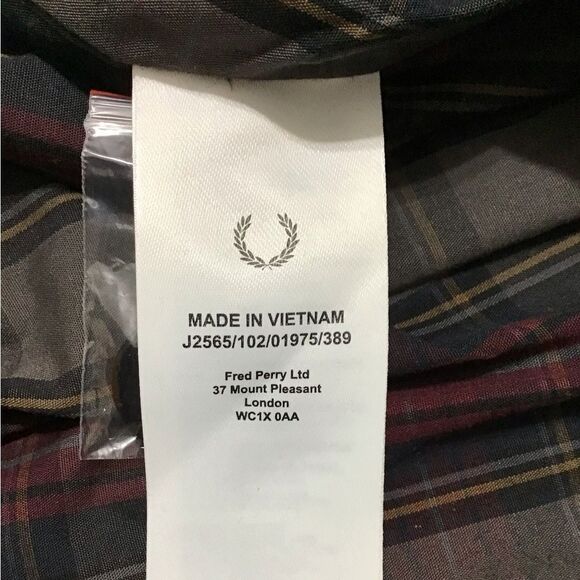 MADE IN VIETNAM
J2565/102/01975/389
Fred Perry Ltd
37 Mount Pleasant
London
WC1X 0AA